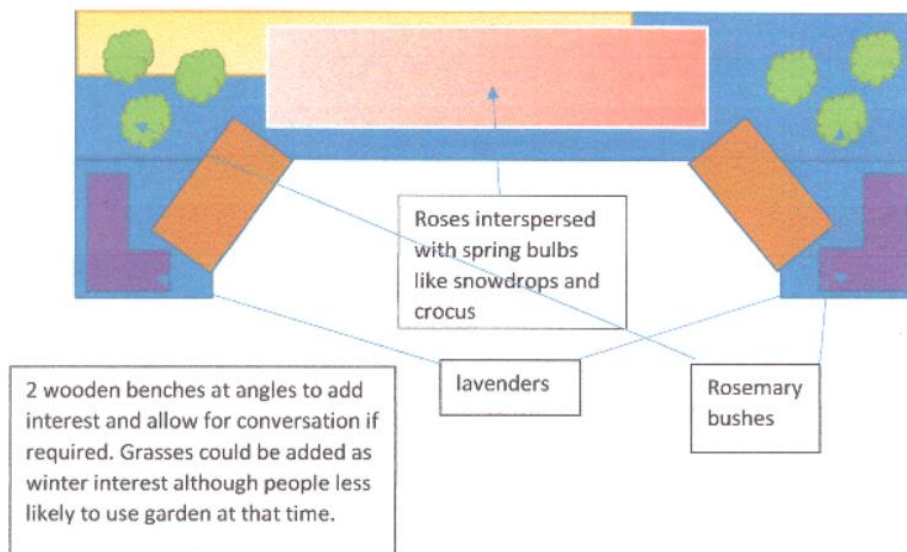 Roses interspersed
with spring bulbs
like snowdrops and
crocus
lavenders
Rosemary
bushes
2 wooden benches at angles to add
interest and allow for conversation if
required. Grasses could be added as
winter interest although people less
likely to use garden at that time.